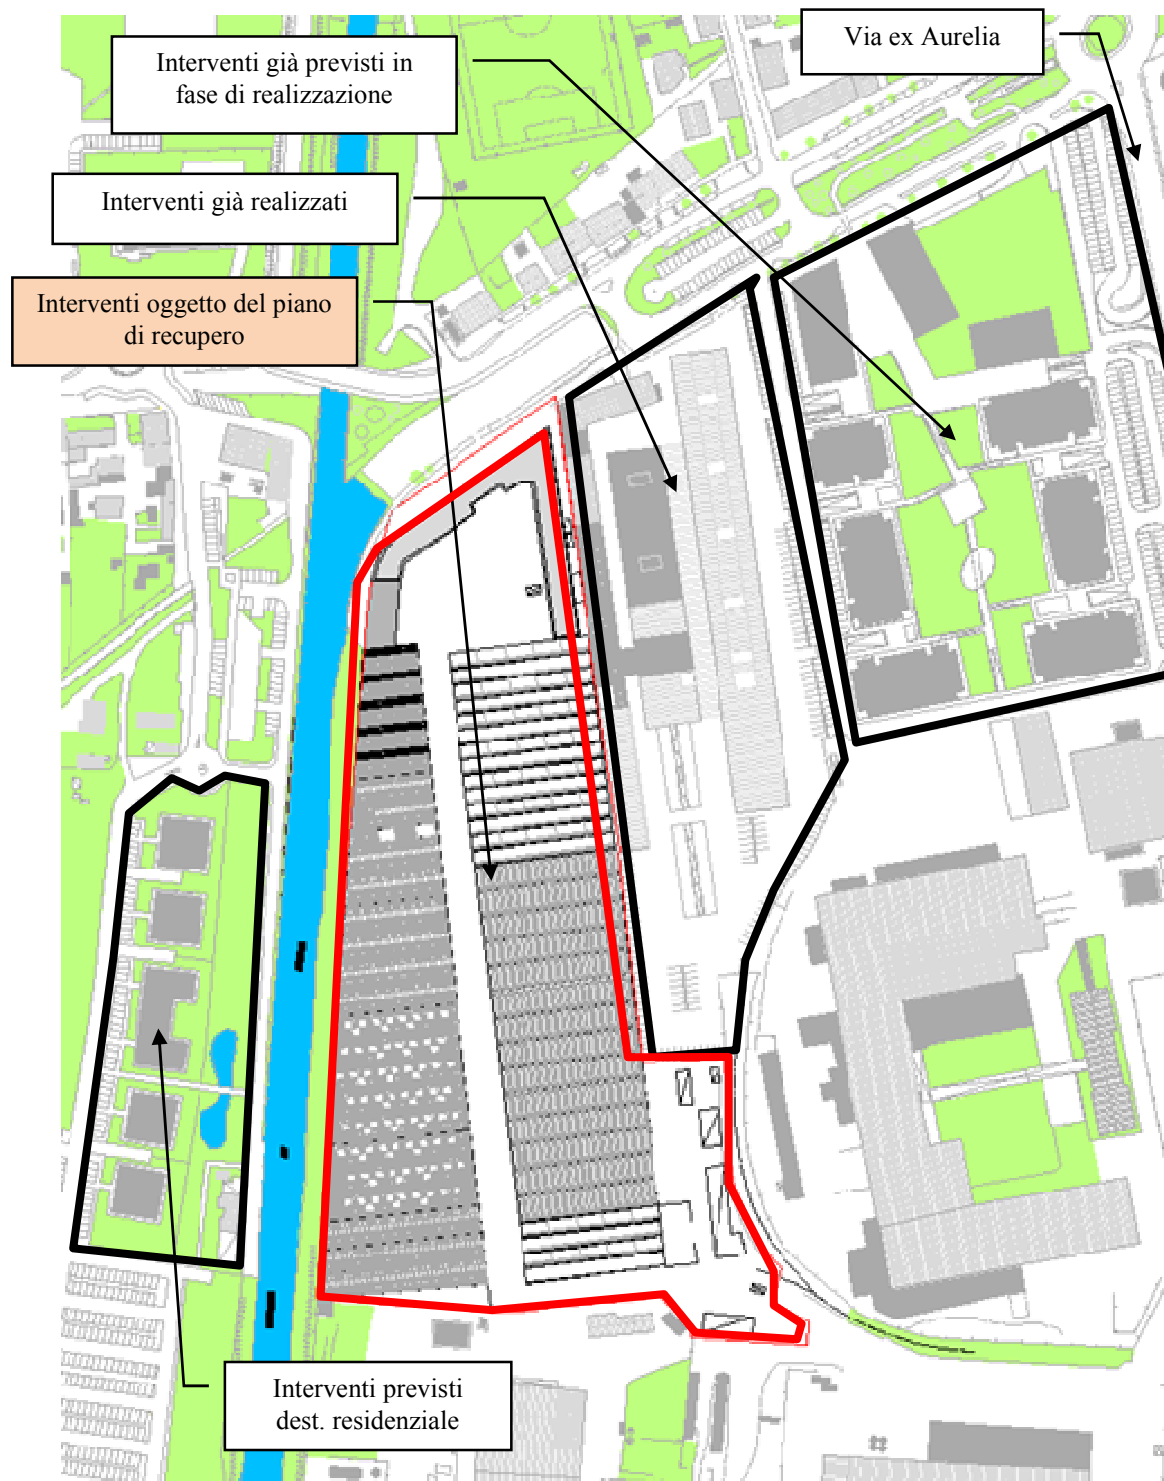 Via ex Aurelia
Interventi già previsti in
fase di realizzazione
Interventi già realizzati
Interventi oggetto del piano
di recupero
Interventi previsti
dest. residenziale